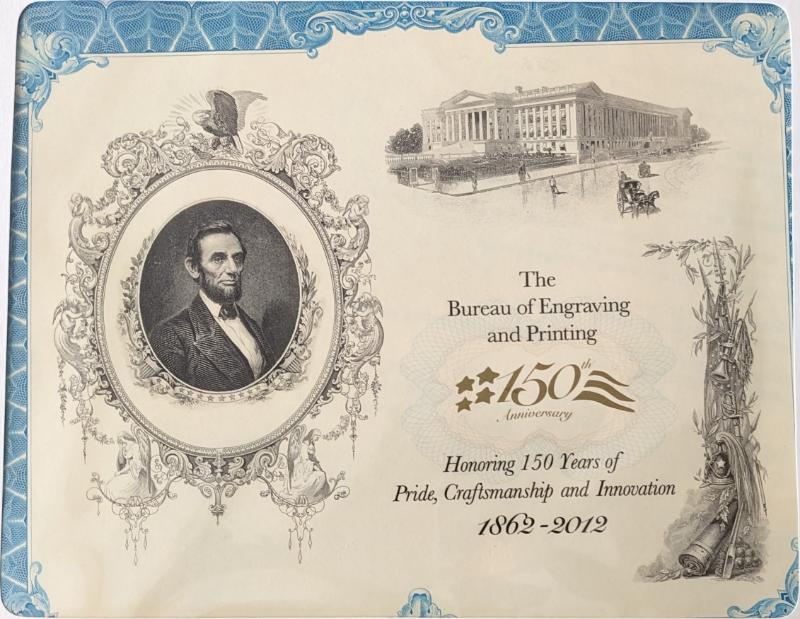 The
Bureau of Engraving
and Printing
150th
Anniversary
Honoring 150 Years of
Pride, Craftsmanship and Innovation
1862-2012